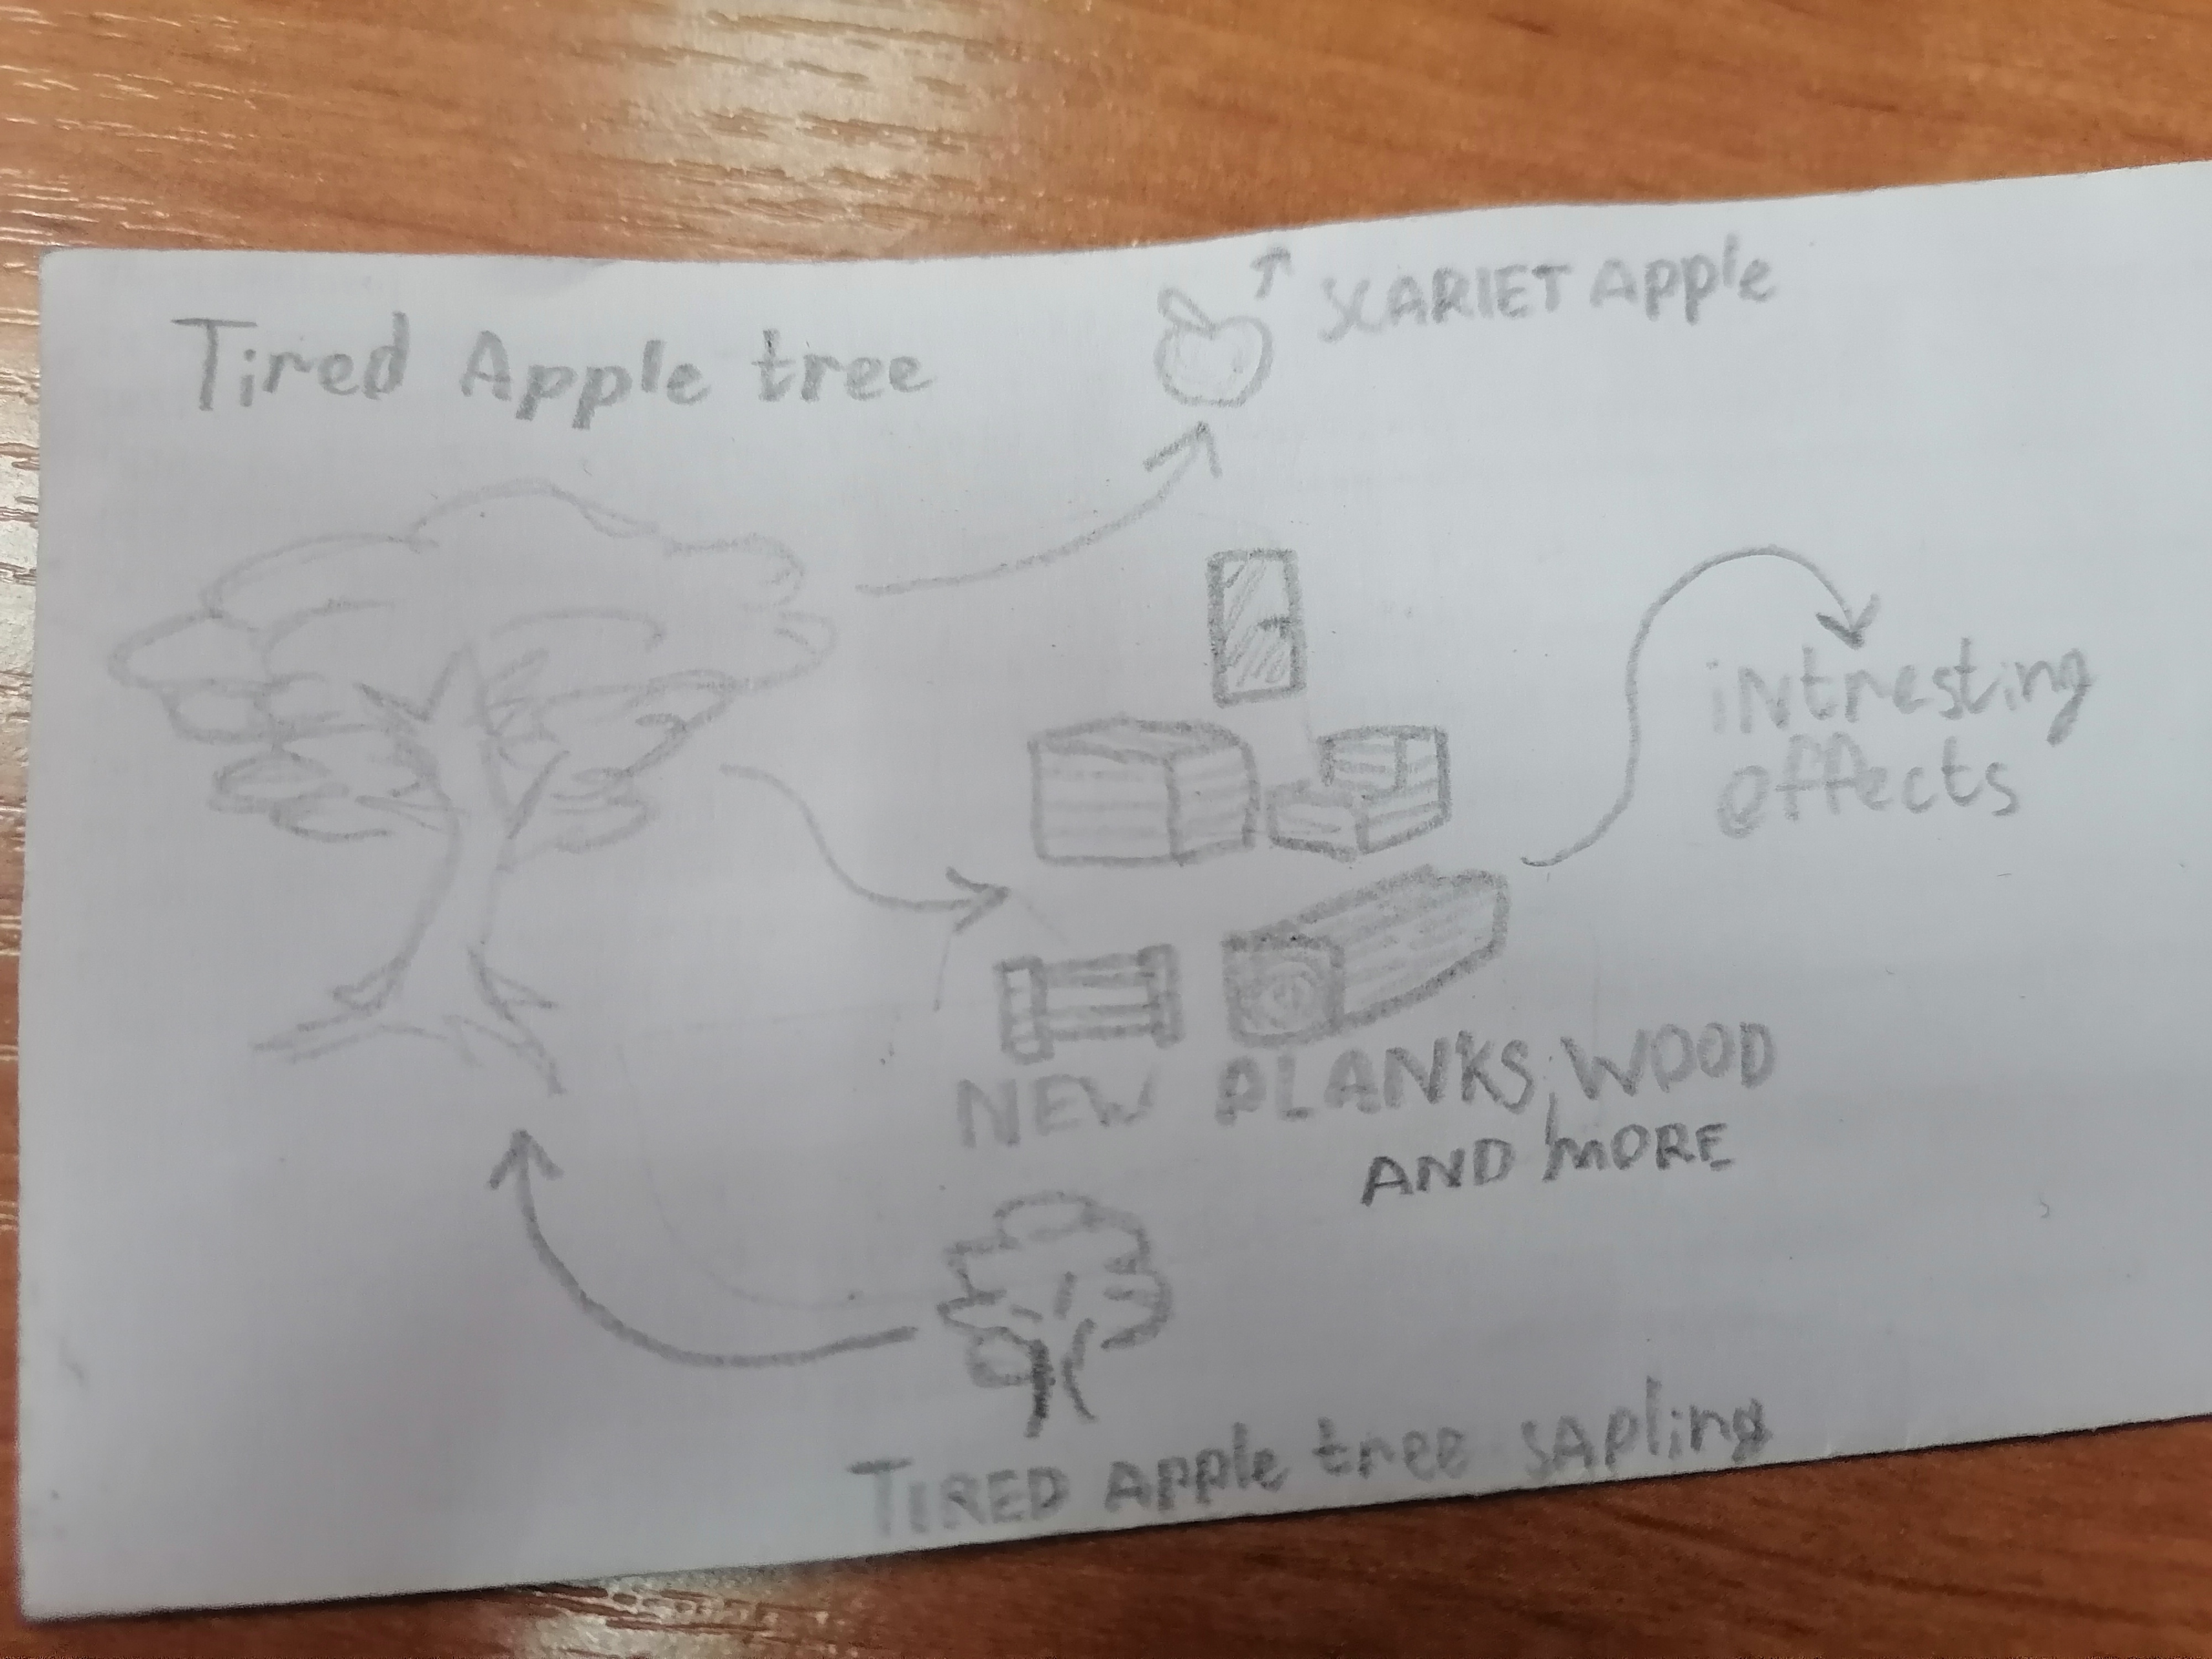 Tired Apple tree
SCARIET Apple
iNtresting
effects
NEW PLANKS, WOOD
AND MORE
TIRED Apple tree sApling